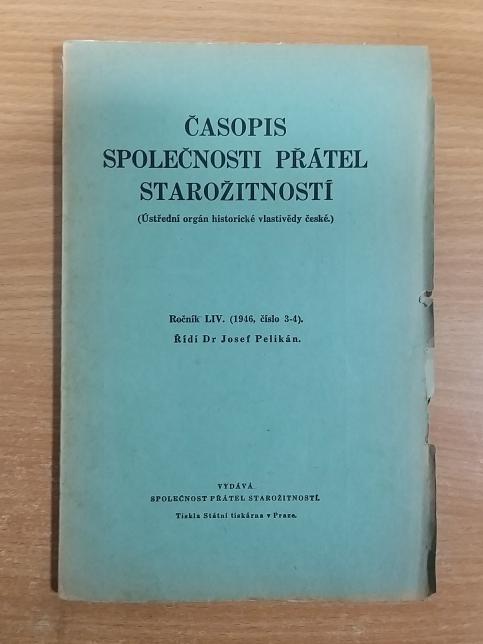 ČASOPIS
SPOLEČNOSTI PŘÁTEL
STAROŽITNOSTÍ
(Ústřední orgán historické vlastivědy české.)
Ročník LIV. (1946, číslo 3-4).
Řídí Dr Josef Pelikán.
VYDÁVÁ
SPOLEČNOST PŘÁTEL STAROŽITNOSTÍ.
Tiskla Státní tiskárna v Praze.